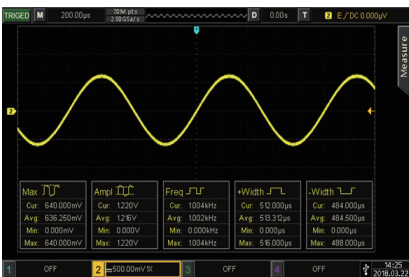 TRIGED M 200.00μs 70M pts D 0.00s T 2 E DC 0.000μV
2.50GSa/s
Measure
2
Max Ampl Freq +Width -Width
Cur: 640.000mV Cur: 1.220V Cur: 1.004kHz Cur: 512.000μs Cur: 484.000μs
Avg: 636.250mV Avg: 1.216V Avg: 1.002kHz Avg: 513.312μs Avg: 484.500μs
Min: 0.000mV Min: 0.000V Min: 0.000kHz Min: 0.000μs Min: 0.000μs
Max: 640.000mV Max: 1.220V Max: 1.004kHz Max: 516.000μs Max: 488.000μs
1 OFF 2 500.00mV 1X 3 OFF 4 OFF 14:25
2018.03.22